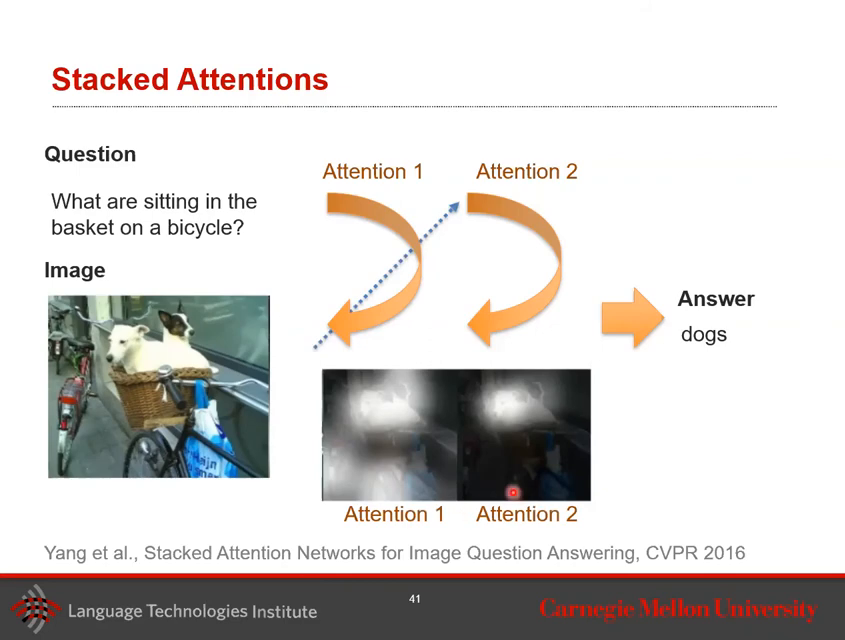 Stacked Attentions
Question
What are sitting in the
basket on a bicycle?
Image
Attention 1
Attention 2
Answer
dogs
Attention 1
Attention 2
Yang et al., Stacked Attention Networks for Image Question Answering, CVPR 2016
Language Technologies Institute
41
Carnegie Mellon University